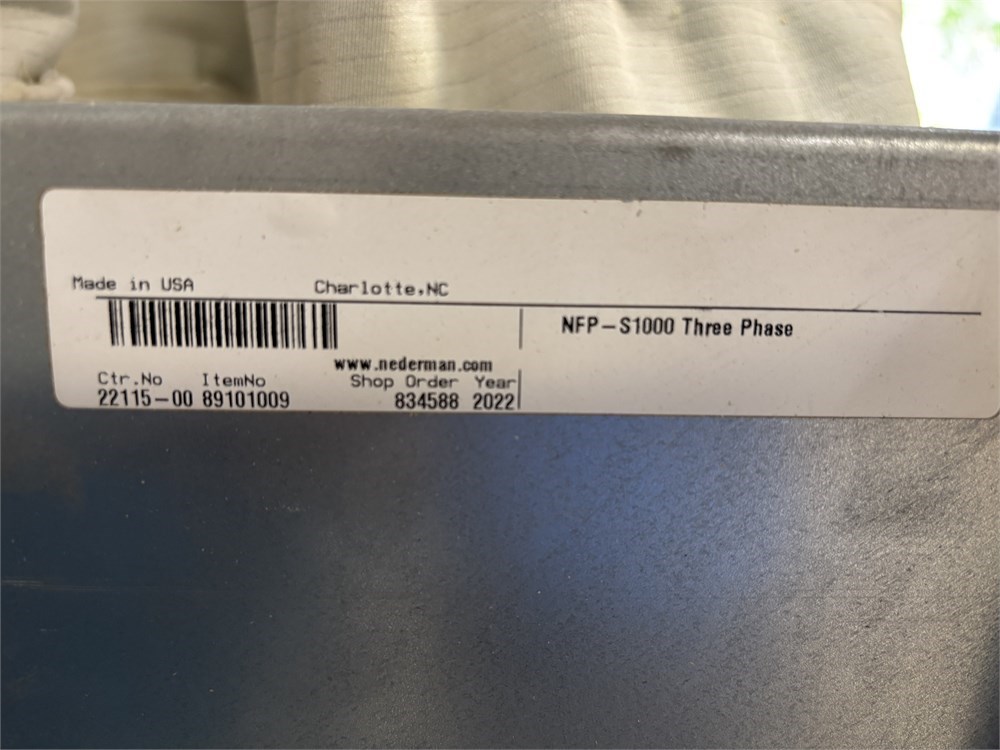 Made in USA Charlotte,NC
NFP-S1000 Three Phase
www.nederman.com
Ctr.No ItemNo Shop Order Year
22115-00 89101009 834588 2022